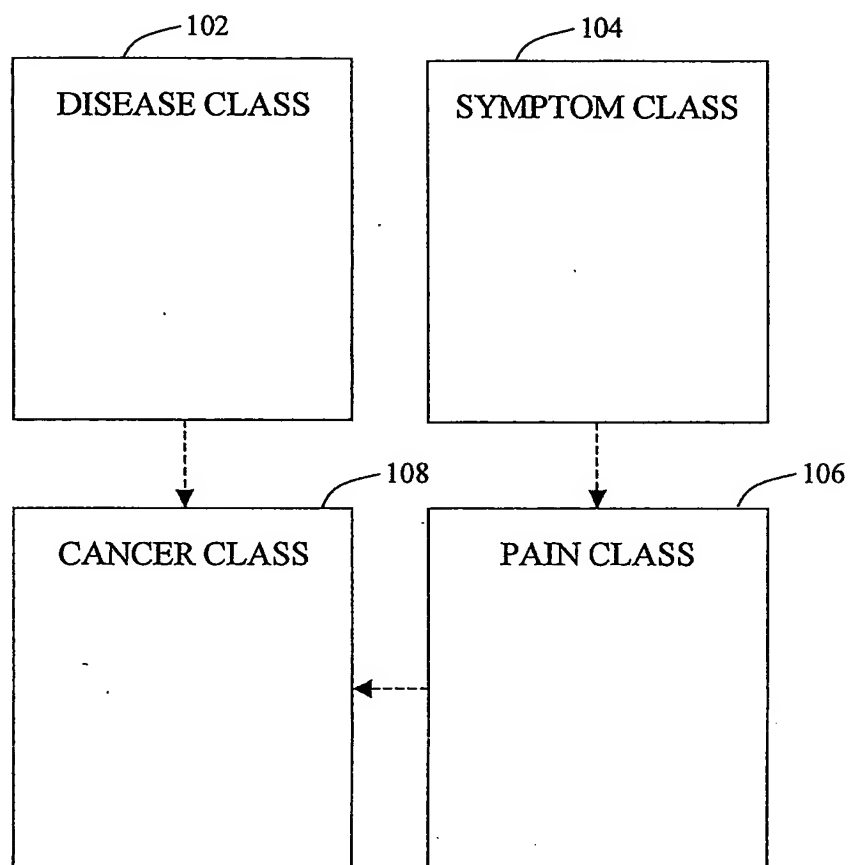 102
104
DISEASE CLASS
SYMPTOM CLASS
108
106
CANCER CLASS
PAIN CLASS